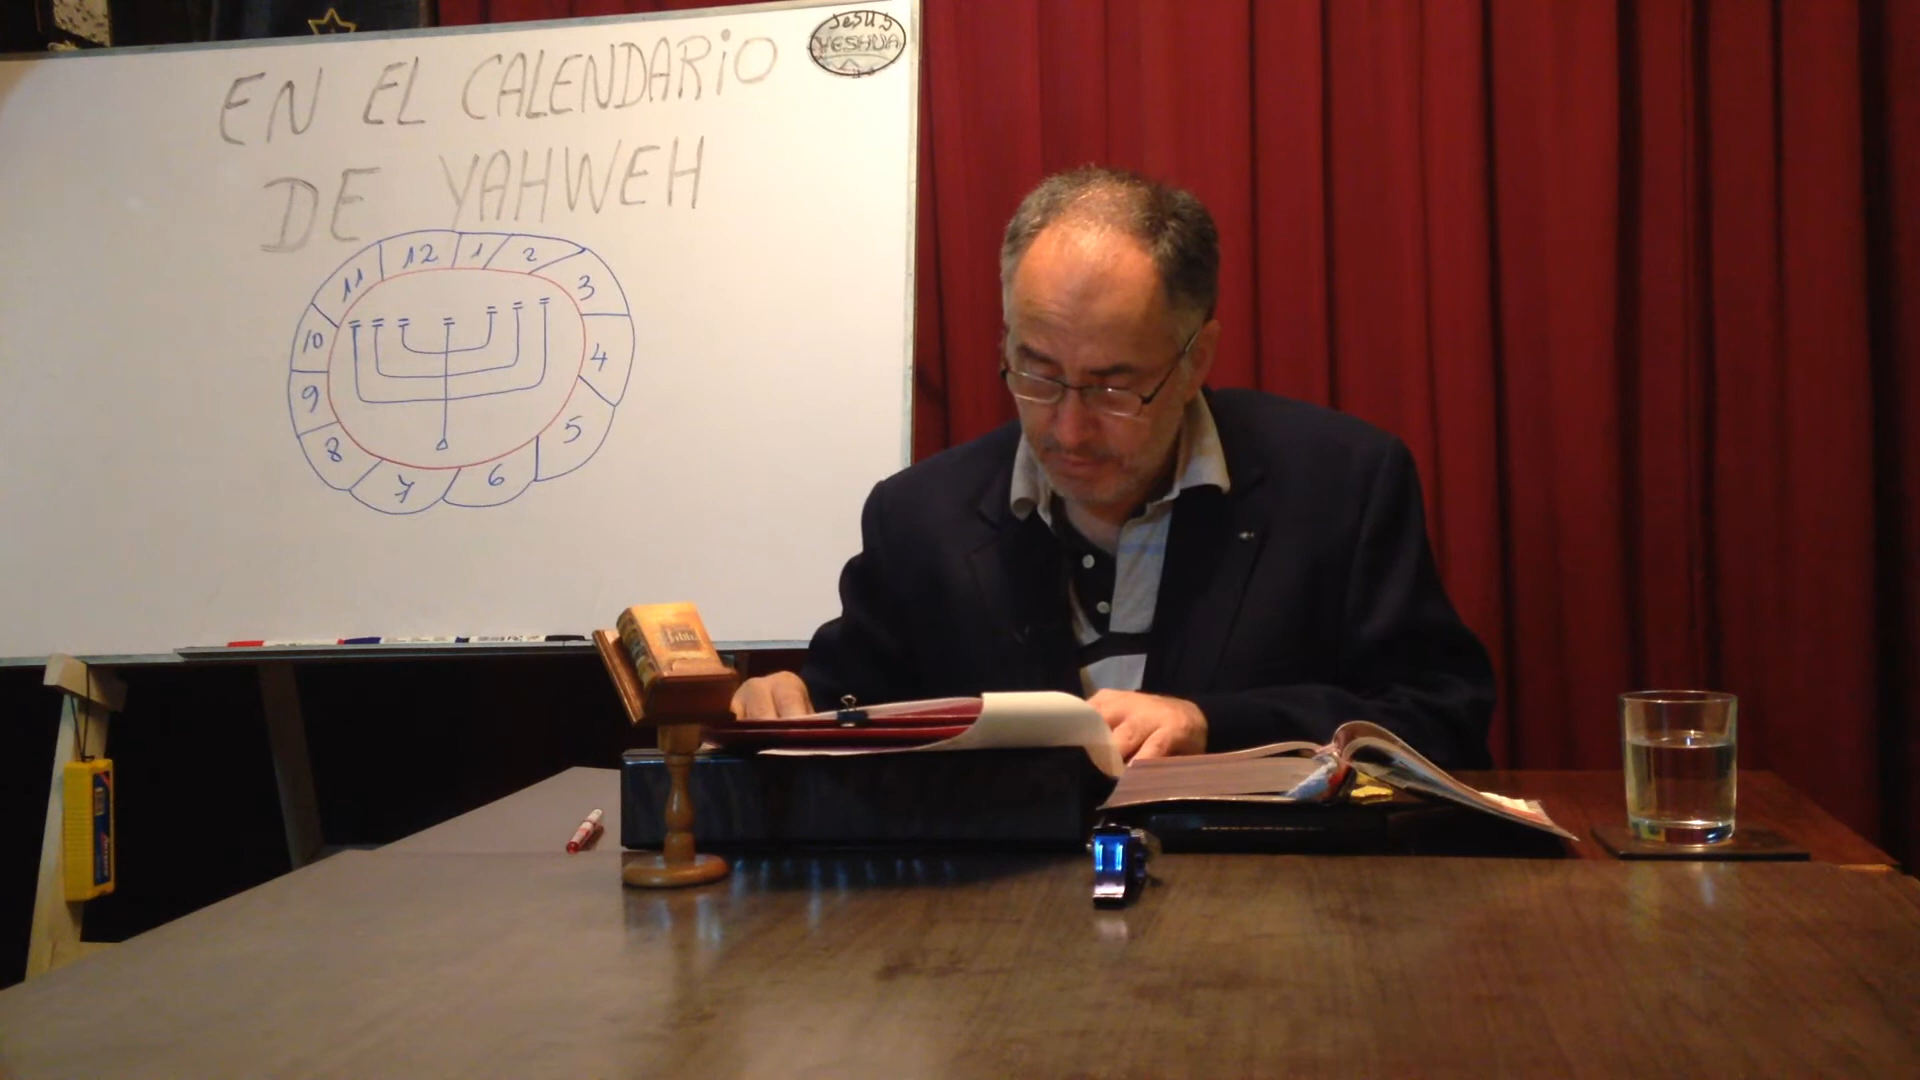 EN EL CALENDARiO
DE YAHWEH
JeSUS
YESHUA
12 1 2
11 3
10 4
9 5
8 7 6